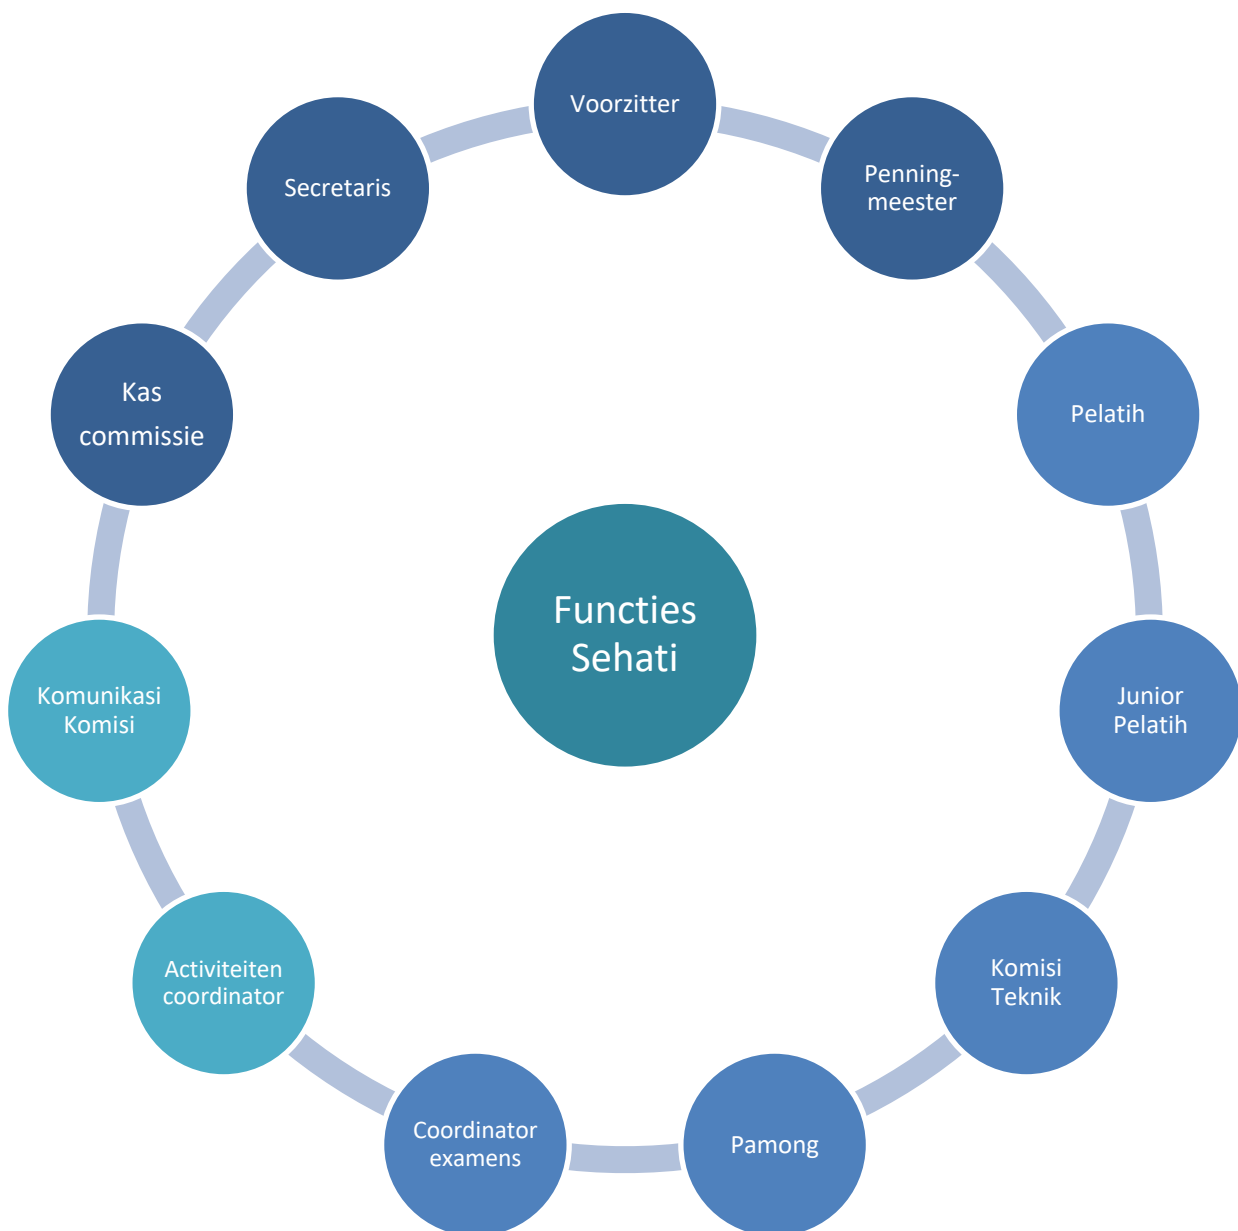 Voorzitter
Penning-
meester
Pelatih
Junior
Pelatih
Komisi
Teknik
Pamong
Coordinator
examens
Activiteiten
coordinator
Komunikasi
Komisi
Kas
commissie
Secretaris
Functies
Sehati